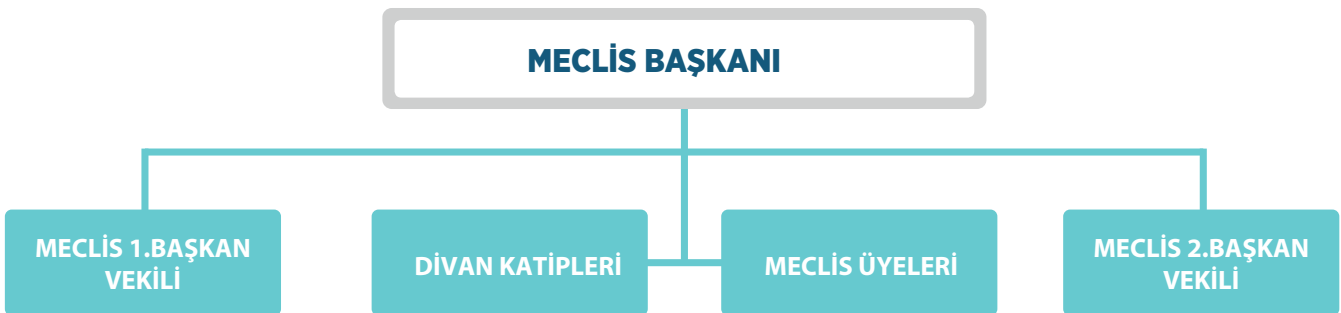 MECLİS BAŞKANI
MECLİS 1.BAŞKAN
VEKİLİ
DİVAN KATİPLERİ
MECLİS ÜYELERİ
MECLİS 2.BAŞKAN
VEKİLİ